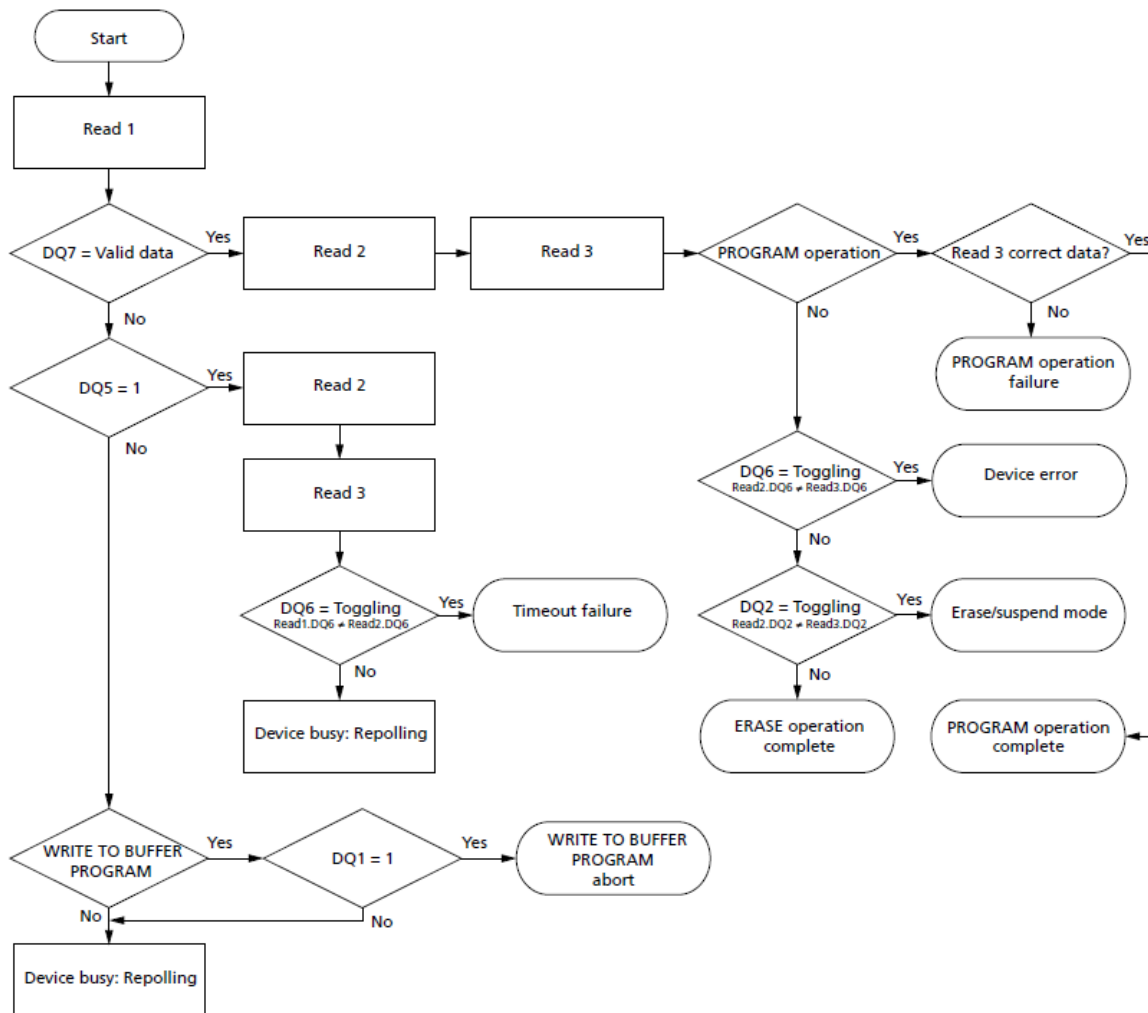 Start
Read 1
DQ7 = Valid data
Yes
No
Read 2
Read 3
PROGRAM operation
Yes
No
Read 3 correct data?
Yes
No
PROGRAM operation
failure
DQ5 = 1
Yes
No
Read 2
Read 3
DQ6 = Toggling
Read1.DQ6 ≠ Read2.DQ6
Yes
No
Timeout failure
Device busy: Repolling
DQ6 = Toggling
Read2.DQ6 ≠ Read3.DQ6
Yes
No
Device error
DQ2 = Toggling
Read2.DQ2 ≠ Read3.DQ2
Yes
No
Erase/suspend mode
ERASE operation
complete
PROGRAM operation
complete
WRITE TO BUFFER
PROGRAM
Yes
No
DQ1 = 1
Yes
No
WRITE TO BUFFER
PROGRAM
abort
Device busy: Repolling